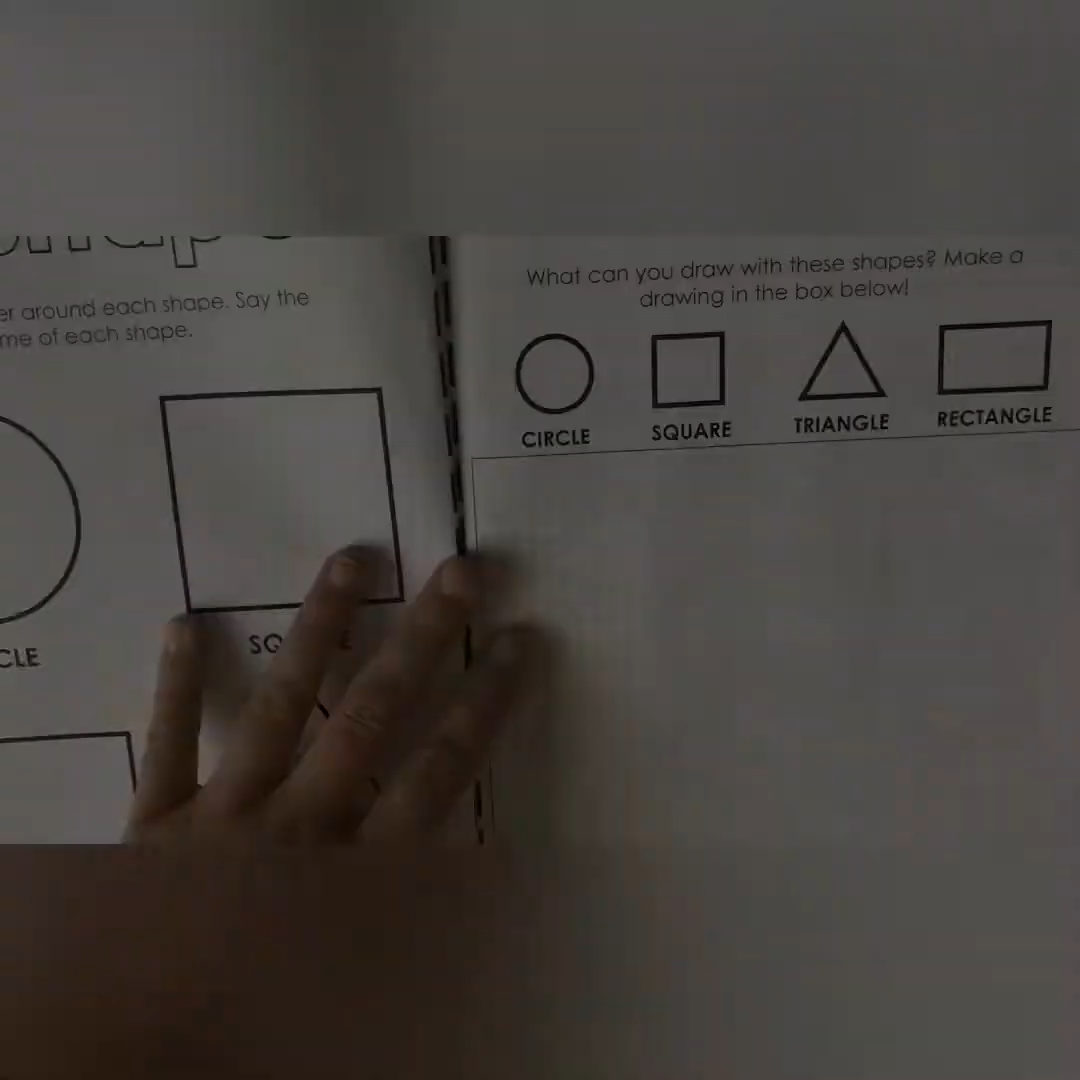 er around each shape. Say the
me of each shape.
CLE
What can you draw with these shapes? Make a
drawing in the box below!
CIRCLE SQUARE TRIANGLE RECTANGLE